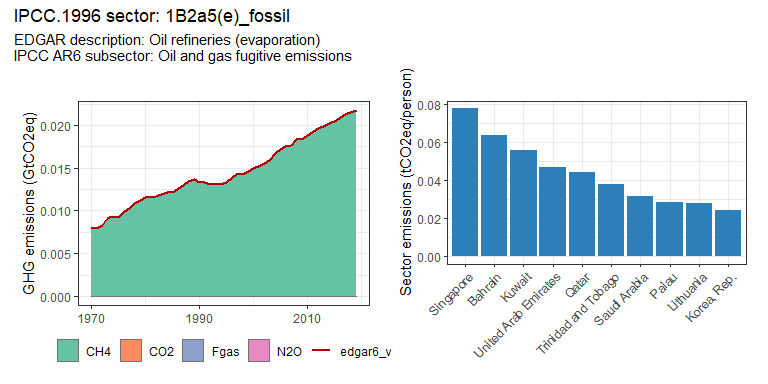 IPCC.1996 sector: 1B2a5(e)_fossil
EDGAR description: Oil refineries (evaporation)
IPCC AR6 subsector: Oil and gas fugitive emissions
GHG emissions (GtCO2eq)
0.020
0.015
0.010
0.005
0.000
1970
1990
2010
CH4
CO2
Fgas
N2O
edgar6_v
Sector emissions (tCO2eq/person)
0.08
0.06
0.04
0.02
0.00
Singapore
Bahrain
Kuwait
United Arab Emirates
Qatar
Trinidad and Tobago
Saudi Arabia
Palau
Lithuania
Korea, Rep.